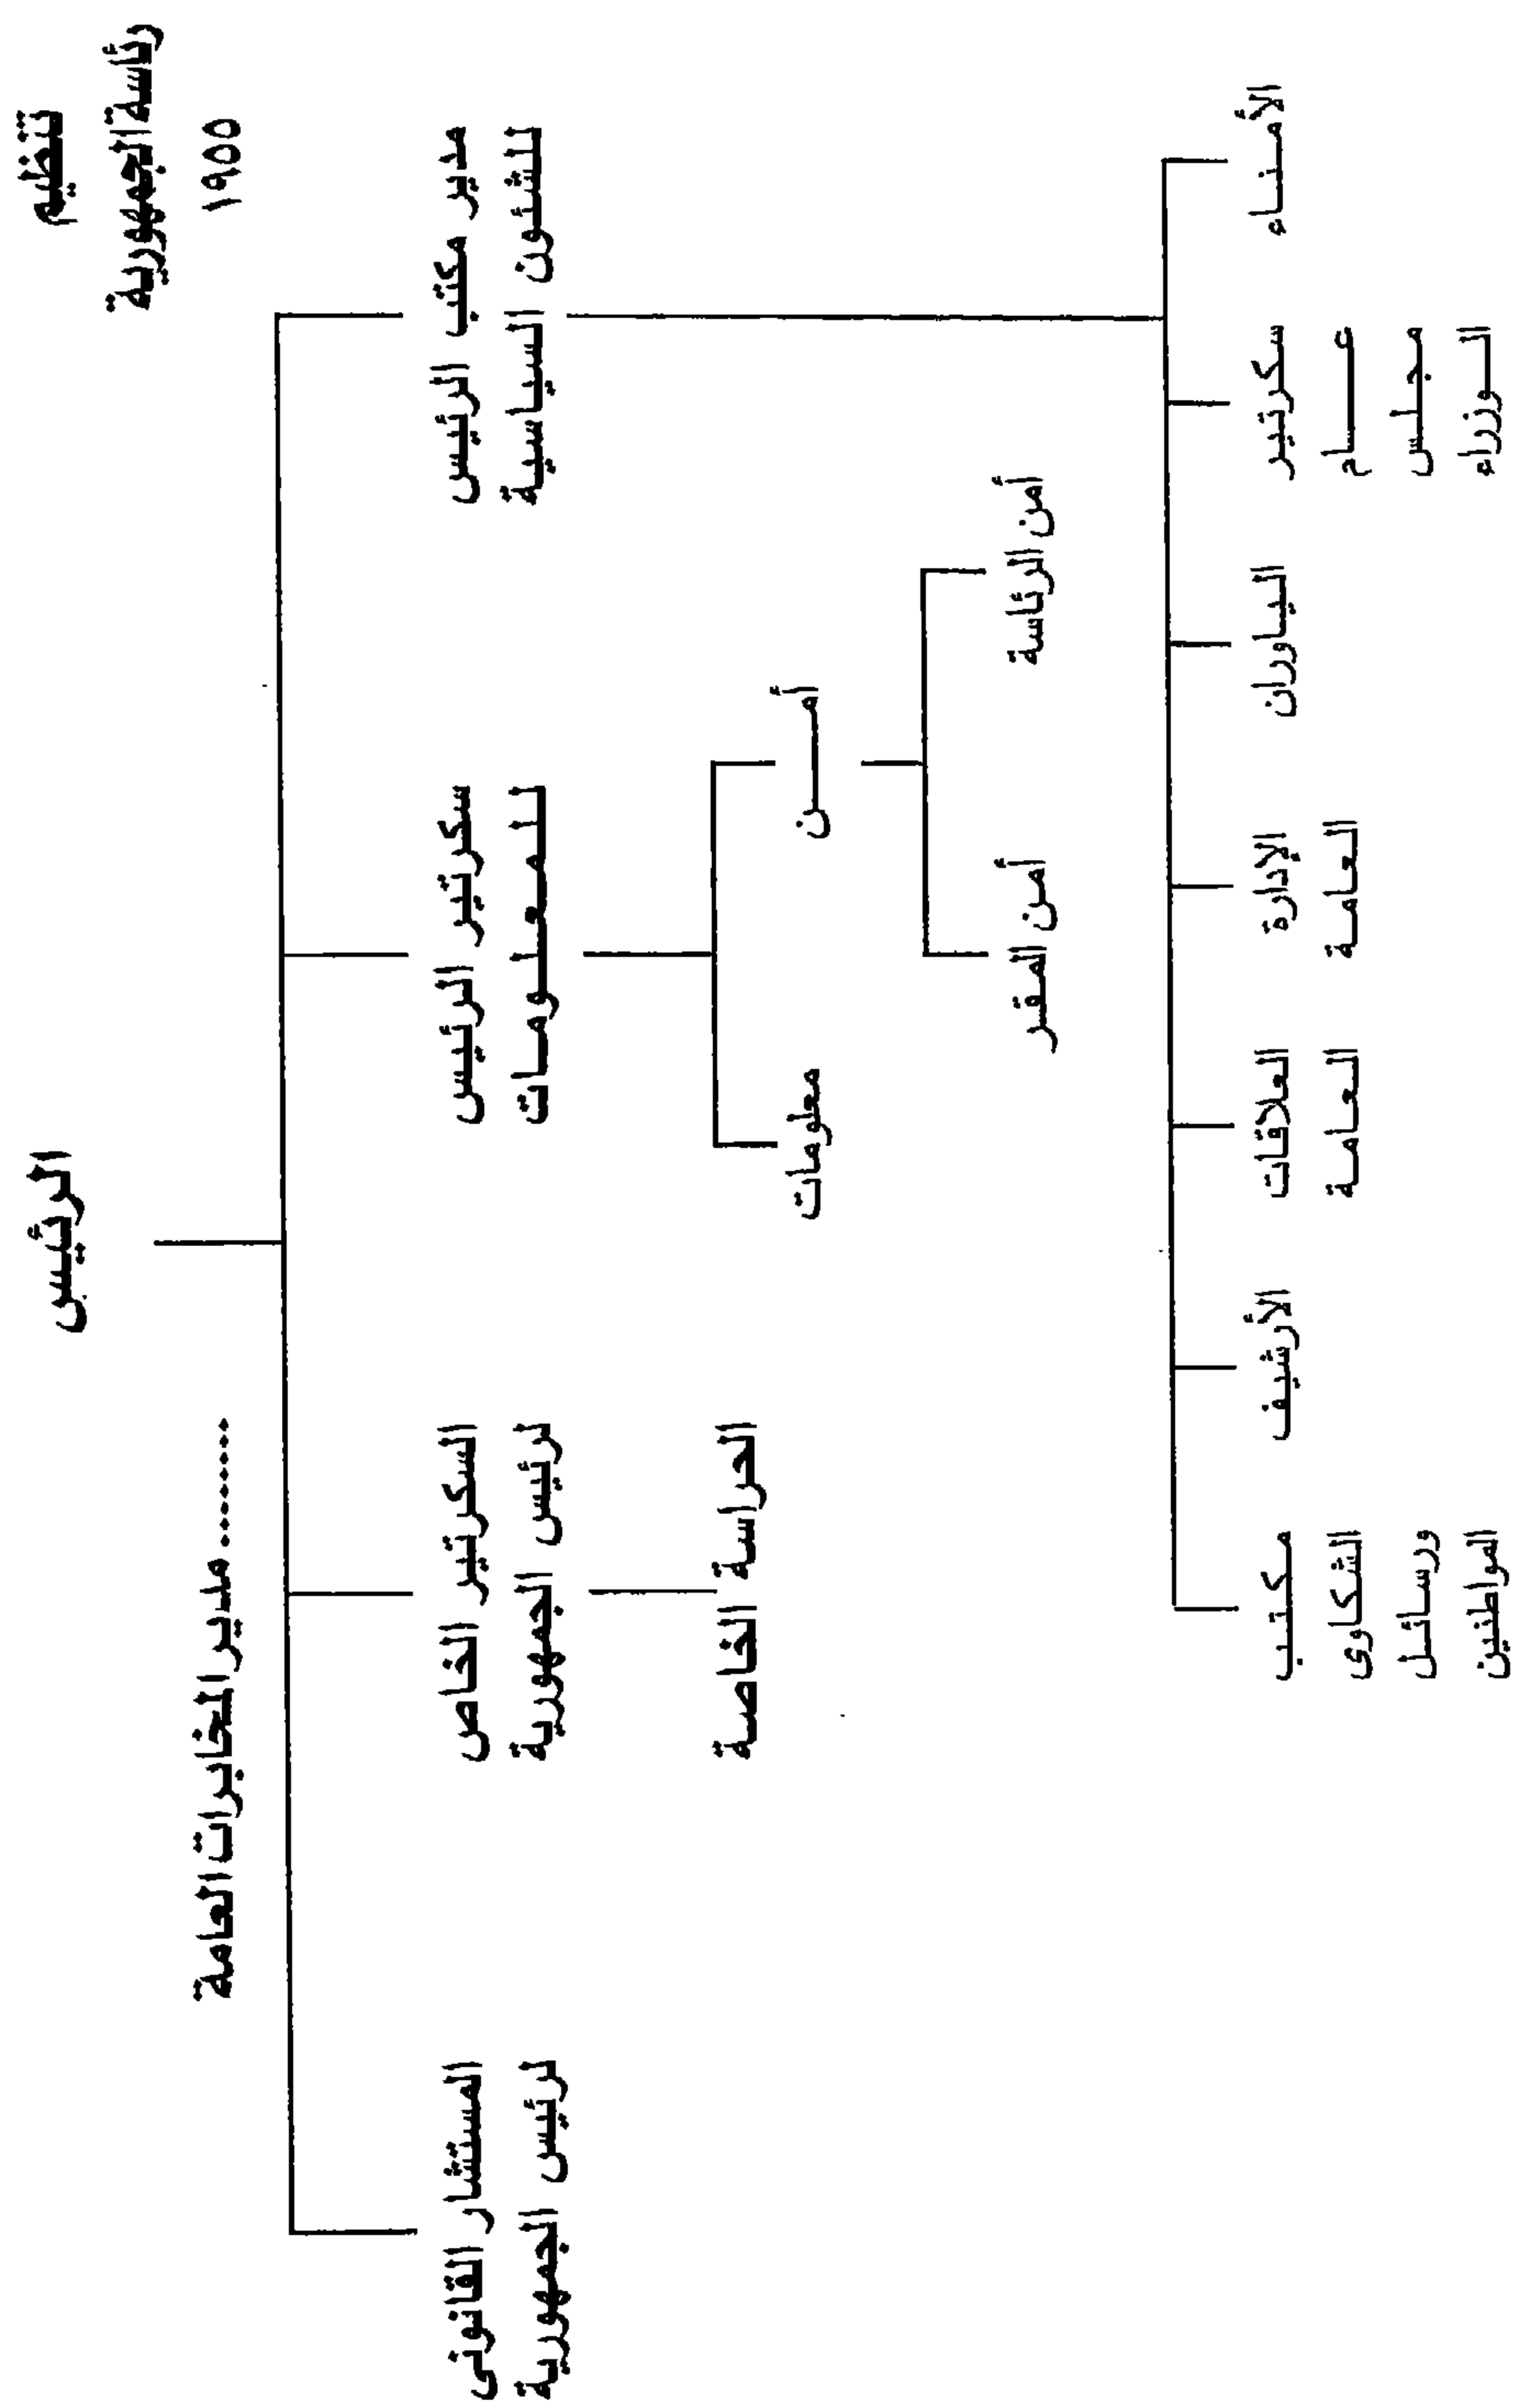 تنظيم
رئاسة الجمهورية
١٩٥٥
الرئيس
مدير المخابرات العامة ........
مدير مكتب الرئيس
للشئون السياسية
سكرتير الرئيس
للمعلومات
السكرتير الخاص
لرئيس الجمهورية
المستشار القانونى
لرئيس الجمهورية
أمن
معلومات
الحراسة الخاصة
أمن الرئاسة
أمن المقر
الأمناء
سكرتير
عام
مجلس
الوزراء
الياوران
الإدارة
العامة
العلاقات
العامة
الأرشيف
مكتب
الشكاوى
ورسائل
المواطنين